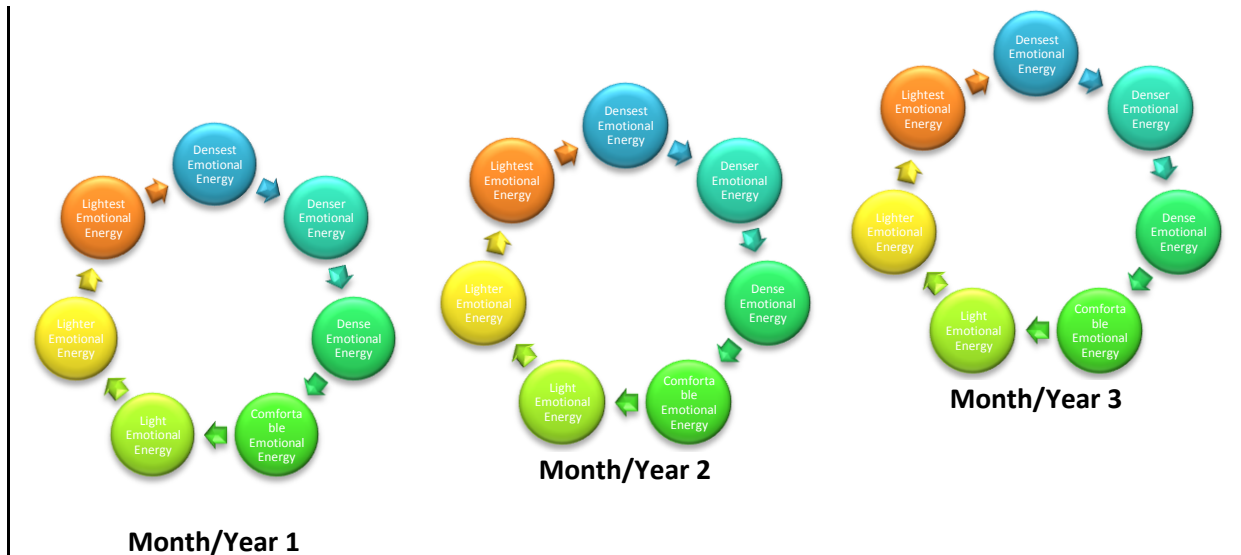 Densest
Emotional
Energy
Denser
Emotional
Energy
Dense
Emotional
Energy
Comforta
ble
Emotional
Energy
Light
Emotional
Energy
Lighter
Emotional
Energy
Lightest
Emotional
Energy
Month/Year 1
Densest
Emotional
Energy
Denser
Emotional
Energy
Dense
Emotional
Energy
Comforta
ble
Emotional
Energy
Light
Emotional
Energy
Lighter
Emotional
Energy
Lightest
Emotional
Energy
Month/Year 2
Densest
Emotional
Energy
Denser
Emotional
Energy
Dense
Emotional
Energy
Comforta
ble
Emotional
Energy
Light
Emotional
Energy
Lighter
Emotional
Energy
Lightest
Emotional
Energy
Month/Year 3